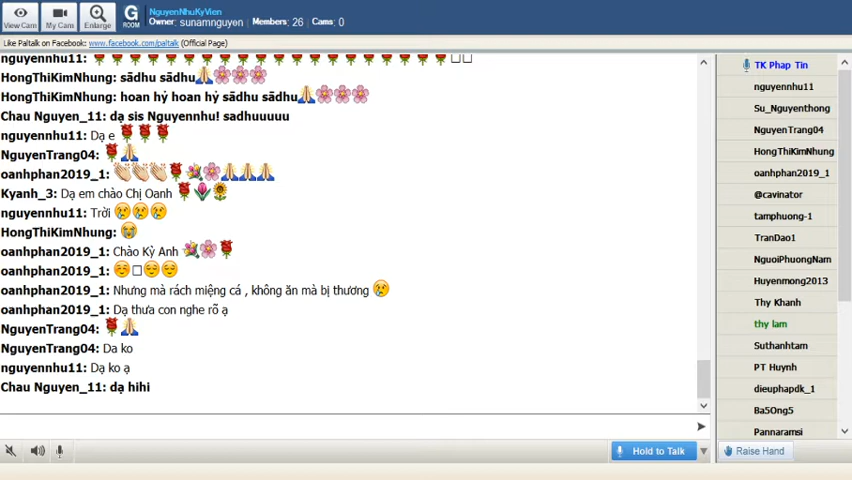 View Cam
My Cam
Enlarge
G
ROOM
NguyenNhuKyVien
Owner: sunamnguyen Members: 26 Cams: 0
Like Paltalk on Facebook: www.facebook.com/paltalk (Official Page)
nguyennhu11:
HongThiKimNhung: sādhu sādhu
HongThiKimNhung: hoan hỷ hoan hỷ sādhu sādhu
Chau Nguyen_11: dạ sis Nguyennhu! sadhuuuuu
nguyennhu11: Dạ e
NguyenTrang04:
oanhphan2019_1:
Kyanh_3: Dạ em chào Chị Oanh
nguyennhu11: Trời
HongThiKimNhung:
oanhphan2019_1: Chào Kỳ Anh
oanhphan2019_1:
oanhphan2019_1: Nhưng mà rách miệng cá , không ăn mà bị thương
oanhphan2019_1: Dạ thưa con nghe rõ ạ
NguyenTrang04:
NguyenTrang04: Da ko
nguyennhu11: Dạ ko ạ
Chau Nguyen_11: dạ hihi
Hold to Talk
TK Phap Tin
nguyennhu11
Su_Nguyenthong
NguyenTrang04
HongThiKimNhung
oanhphan2019_1
@cavinator
tamphuong-1
TranDao1
NguoiPhuongNam
Huyenmong2013
Thy Khanh
thy lam
Suthanhtam
PT Huynh
dieuphapdk_1
Ba5Ong5
Pannaramsi
Raise Hand